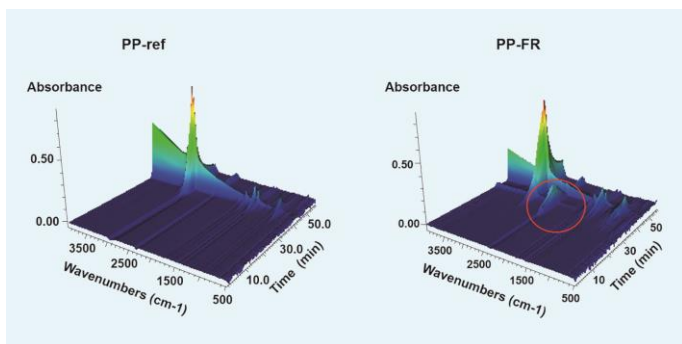 PP-ref
Absorbance
0.50
0.00
3500
2500
1500
500
Wavenumbers (cm-1)
10.0
30.0
50.0
Time (min)
PP-FR
Absorbance
0.50
0.00
3500
2500
1500
500
Wavenumbers (cm-1)
10
30
50
Time (min)